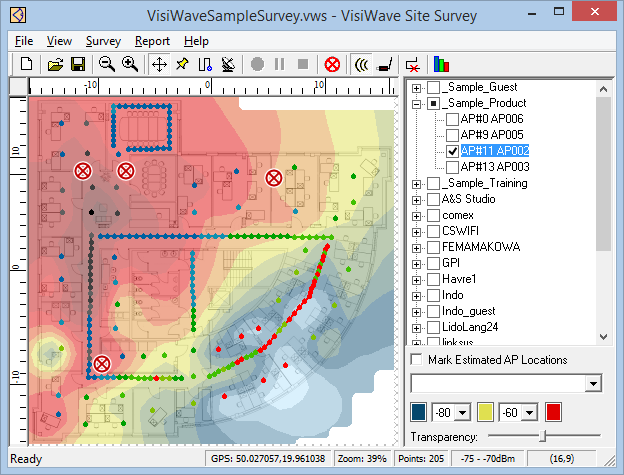 VisiWaveSampleSurvey.vws - VisiWave Site Survey
File View Survey Report Help
-10 0 10
10
0
-10
_Sample_Guest
_Sample_Product
AP#0 AP006
AP#9 AP005
AP#11 AP002
AP#13 AP003
_Sample_Training
A&S Studio
comex
CSWIFI
FEMAMAKOWA
GPI
Havre1
Indo
Indo_guest
LidoLang24
linksus
Mark Estimated AP Locations
-80 -60
Transparency:
Ready GPS: 50.027057,19.961038 Zoom: 39% Points: 205 -75 - -70dBm (16,9)